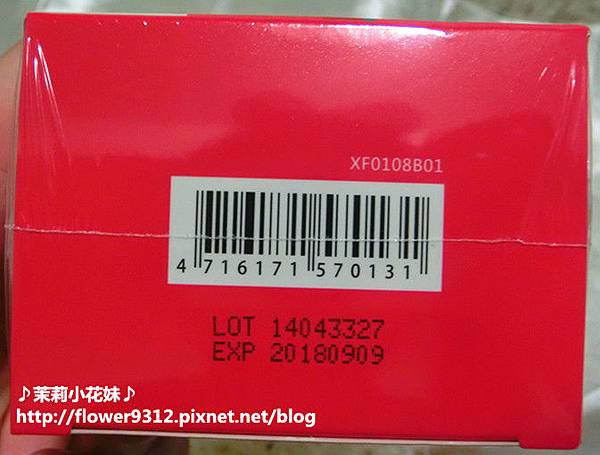 XF0108B01
4 716171 570131
LOT 14043327
EXP 20180909
♪茉莉小花妹♪
http://flower9312.pixnet.net/blog